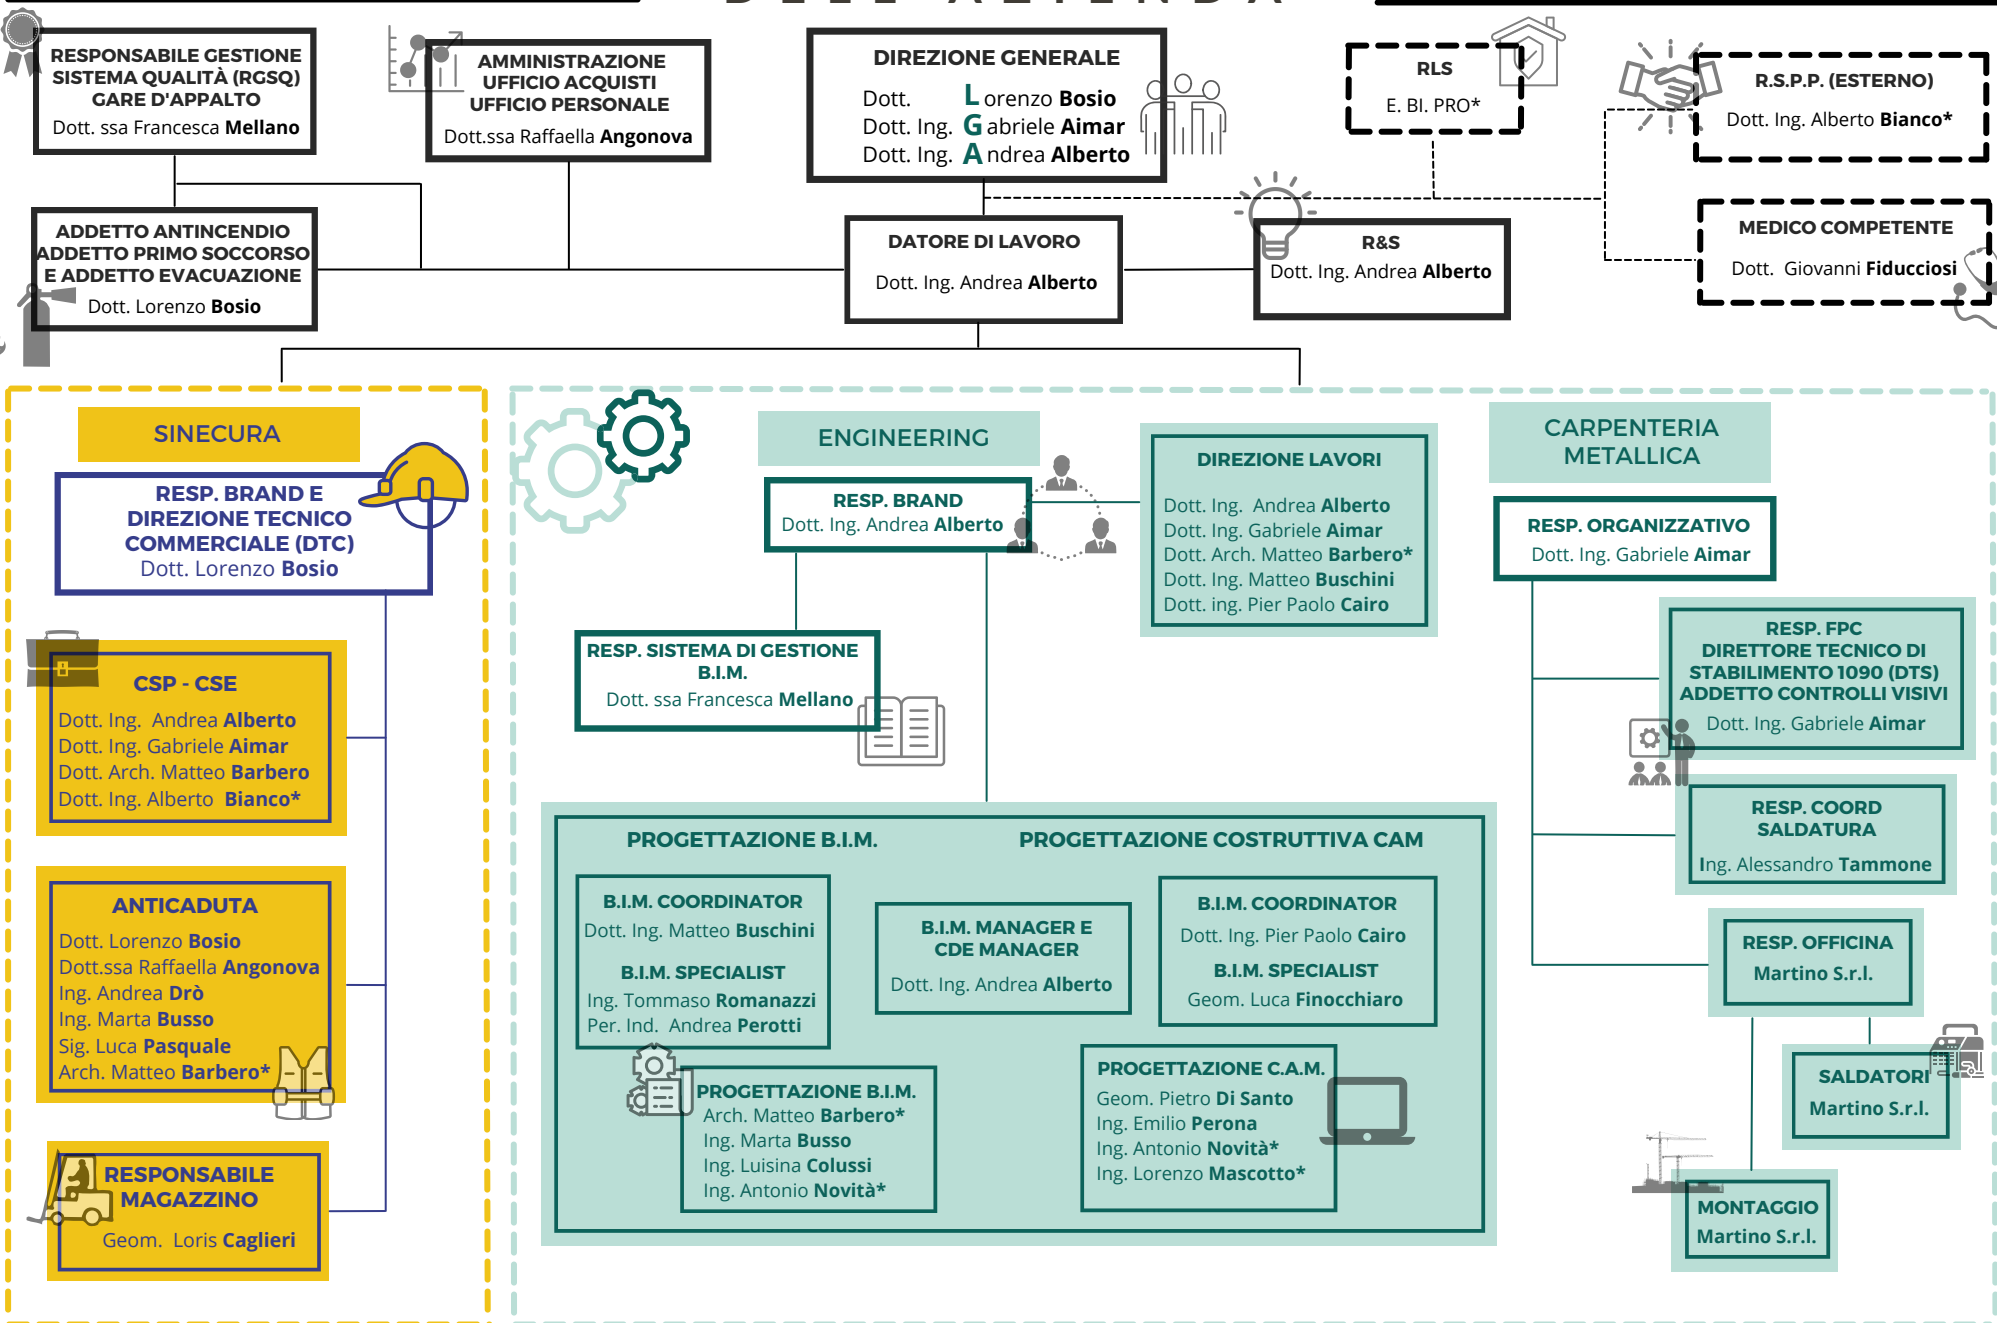 DELL'AZIENDA
RESPONSABILE GESTIONE
SISTEMA QUALITÀ (RGSQ)
GARE D'APPALTO
Dott. ssa Francesca Mellano
AMMINISTRAZIONE
UFFICIO ACQUISTI
UFFICIO PERSONALE
Dott.ssa Raffaella Angonova
DIREZIONE GENERALE
Dott. Lorenzo Bosio
Dott. Ing. Gabriele Aimar
Dott. Ing. Andrea Alberto
RLS
E. BI. PRO*
R.S.P.P. (ESTERNO)
Dott. Ing. Alberto Bianco*
ADDETTO ANTINCENDIO
ADDETTO PRIMO SOCCORSO
E ADDETTO EVACUAZIONE
Dott. Lorenzo Bosio
DATORE DI LAVORO
Dott. Ing. Andrea Alberto
R&S
Dott. Ing. Andrea Alberto
MEDICO COMPETENTE
Dott. Giovanni Fiducciosi
SINECURA
RESP. BRAND E
DIREZIONE TECNICO
COMMERCIALE (DTC)
Dott. Lorenzo Bosio
CSP - CSE
Dott. Ing. Andrea Alberto
Dott. Ing. Gabriele Aimar
Dott. Arch. Matteo Barbero
Dott. Ing. Alberto Bianco*
ANTICADUTA
Dott. Lorenzo Bosio
Dott.ssa Raffaella Angonova
Ing. Andrea Drò
Ing. Marta Busso
Sig. Luca Pasquale
Arch. Matteo Barbero*
RESPONSABILE
MAGAZZINO
Geom. Loris Caglieri
ENGINEERING
RESP. BRAND
Dott. Ing. Andrea Alberto
DIREZIONE LAVORI
Dott. Ing. Andrea Alberto
Dott. Ing. Gabriele Aimar
Dott. Arch. Matteo Barbero*
Dott. Ing. Matteo Buschini
Dott. ing. Pier Paolo Cairo
RESP. SISTEMA DI GESTIONE
B.I.M.
Dott. ssa Francesca Mellano
PROGETTAZIONE B.I.M.
PROGETTAZIONE COSTRUTTIVA CAM
B.I.M. COORDINATOR
Dott. Ing. Matteo Buschini
B.I.M. SPECIALIST
Ing. Tommaso Romanazzi
Per. Ind. Andrea Perotti
B.I.M. MANAGER E
CDE MANAGER
Dott. Ing. Andrea Alberto
B.I.M. COORDINATOR
Dott. Ing. Pier Paolo Cairo
B.I.M. SPECIALIST
Geom. Luca Finocchiaro
PROGETTAZIONE B.I.M.
Arch. Matteo Barbero*
Ing. Marta Busso
Ing. Luisina Colussi
Ing. Antonio Novità*
PROGETTAZIONE C.A.M.
Geom. Pietro Di Santo
Ing. Emilio Perona
Ing. Antonio Novità*
Ing. Lorenzo Mascotto*
CARPENTERIA
METALLICA
RESP. ORGANIZZATIVO
Dott. Ing. Gabriele Aimar
RESP. FPC
DIRETTORE TECNICO DI
STABILIMENTO 1090 (DTS)
ADDETTO CONTROLLI VISIVI
Dott. Ing. Gabriele Aimar
RESP. COORD
SALDATURA
Ing. Alessandro Tammone
RESP. OFFICINA
Martino S.r.l.
SALDATORI
Martino S.r.l.
MONTAGGIO
Martino S.r.l.